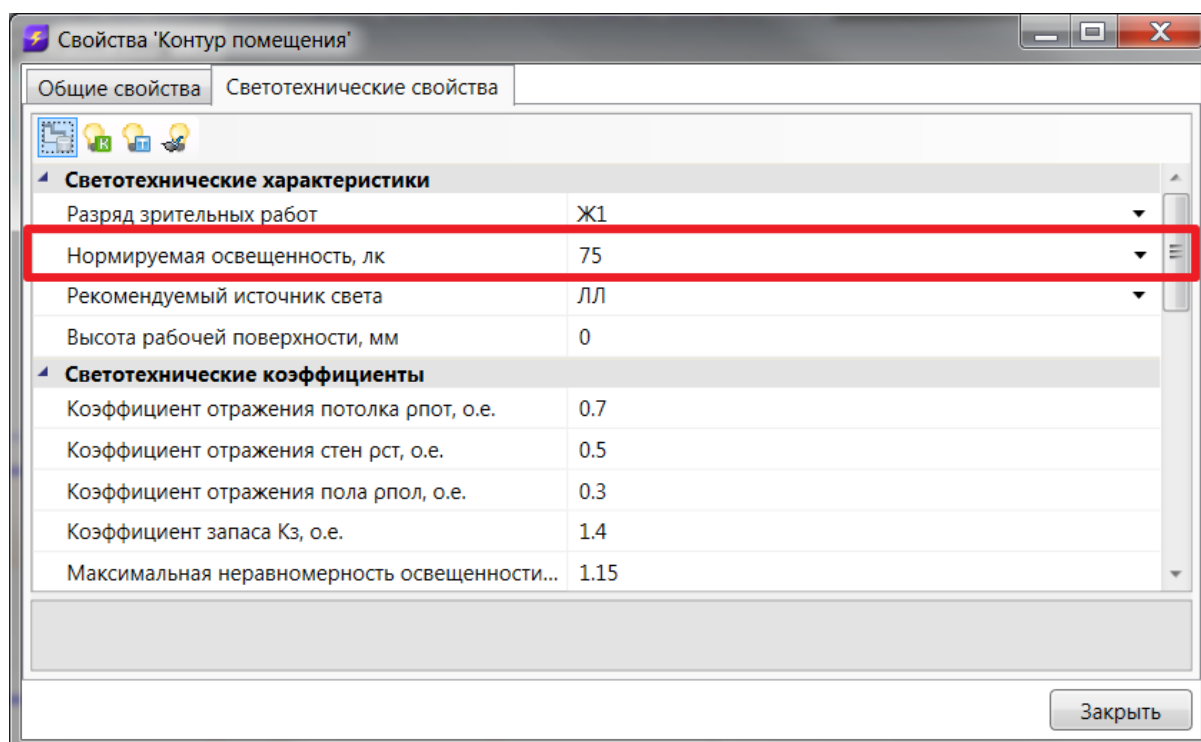 Свойства 'Контур помещения'
Общие свойства Светотехнические свойства
К Т
Светотехнические характеристики
Разряд зрительных работ Ж1
Нормируемая освещенность, лк 75
Рекомендуемый источник света ЛЛ
Высота рабочей поверхности, мм 0
Светотехнические коэффициенты
Коэффициент отражения потолка ρпот, о.е. 0.7
Коэффициент отражения стен ρст, о.е. 0.5
Коэффициент отражения пола ρпол, о.е. 0.3
Коэффициент запаса Кз, о.е. 1.4
Максимальная неравномерность освещенности... 1.15
Закрыть